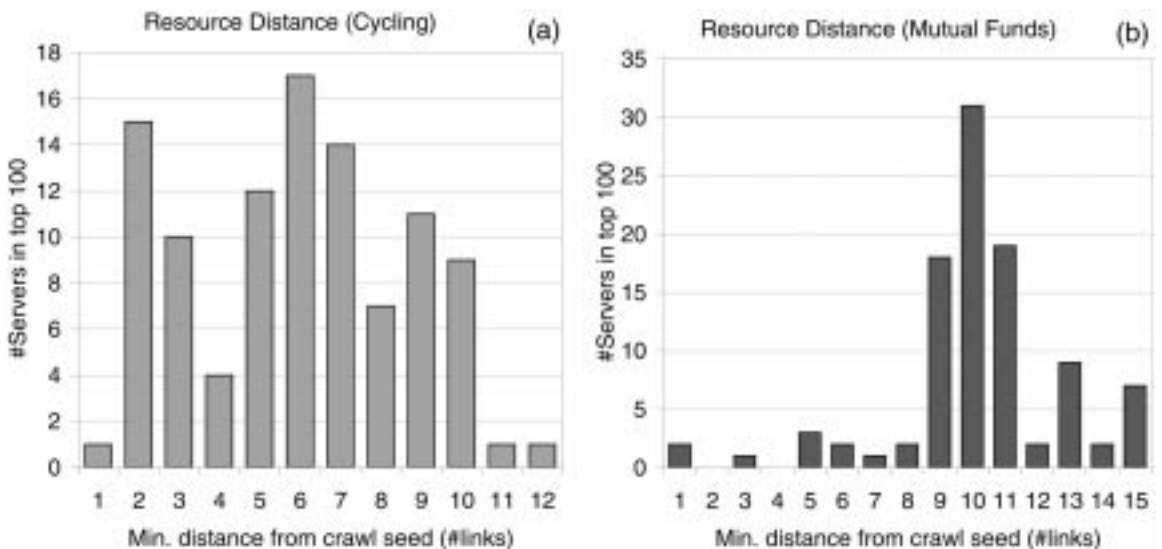 Resource Distance (Cycling)
(a)
#Servers in top 100
18
16
14
12
10
8
6
4
2
0
1 2 3 4 5 6 7 8 9 10 11 12
Min. distance from crawl seed (#links)
Resource Distance (Mutual Funds)
(b)
#Servers in top 100
35
30
25
20
15
10
5
0
1 2 3 4 5 6 7 8 9 10 11 12 13 14 15
Min. distance from crawl seed (#links)